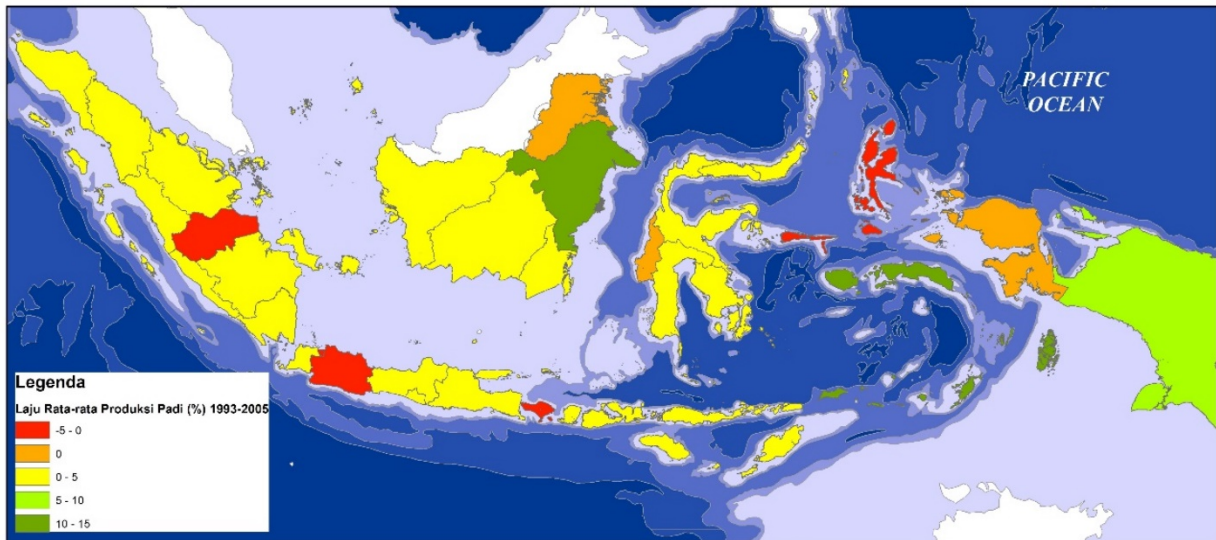 PACIFIC
OCEAN
Legenda
Laju Rata-rata Produksi Padi (%) 1993-2005
-5 - 0
0
0 - 5
5 - 10
10 - 15